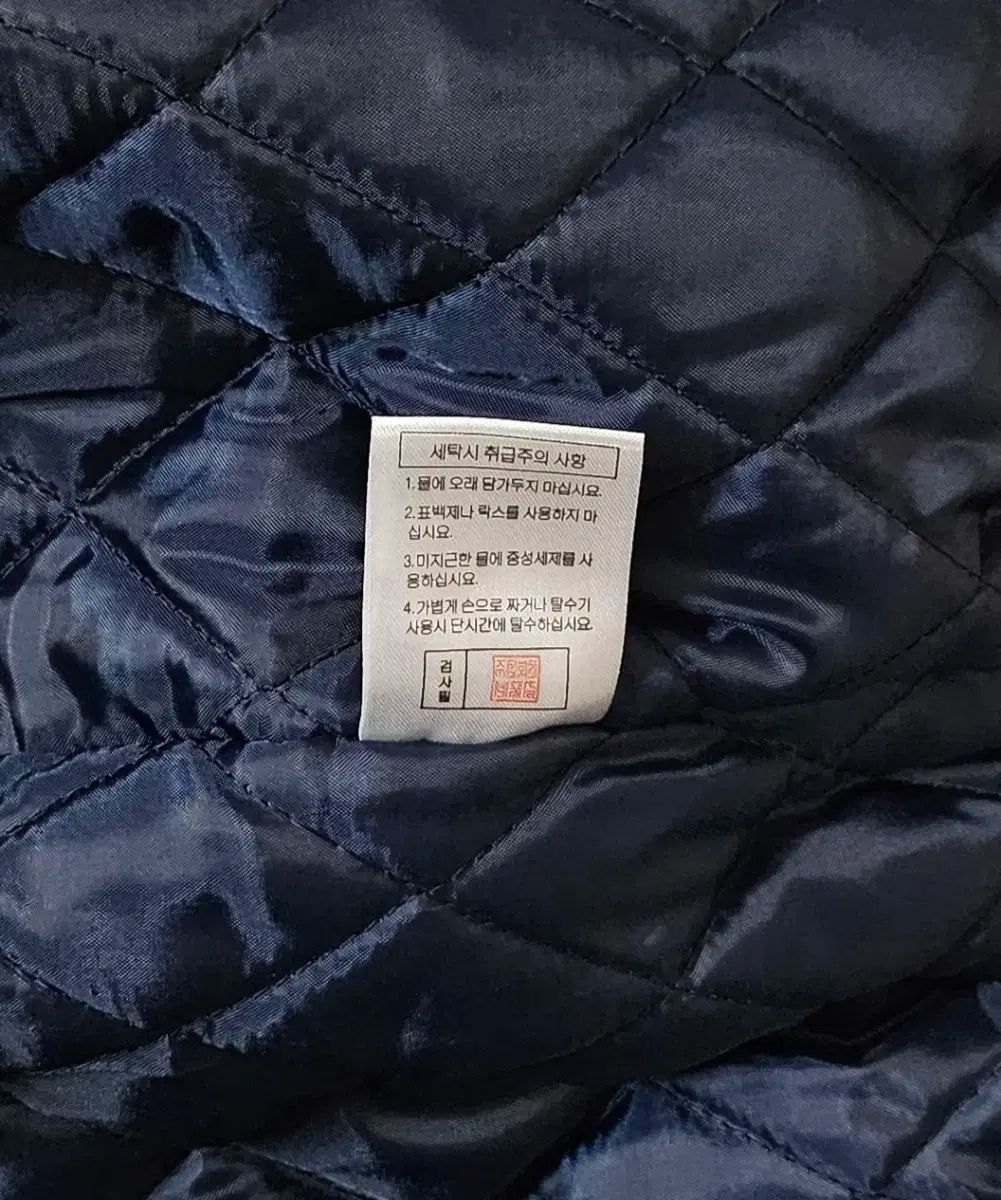 세탁시 취급주의 사항
1.물에 오래 담가두지 마십시요.
2.표백제나 락스를 사용하지 마
십시요.
3.미지근한 물에 중성세제를 사
용하십시요.
4.가볍게 손으로 짜거나 탈수기
사용시 단시간에 탈수하십시요.
검사필